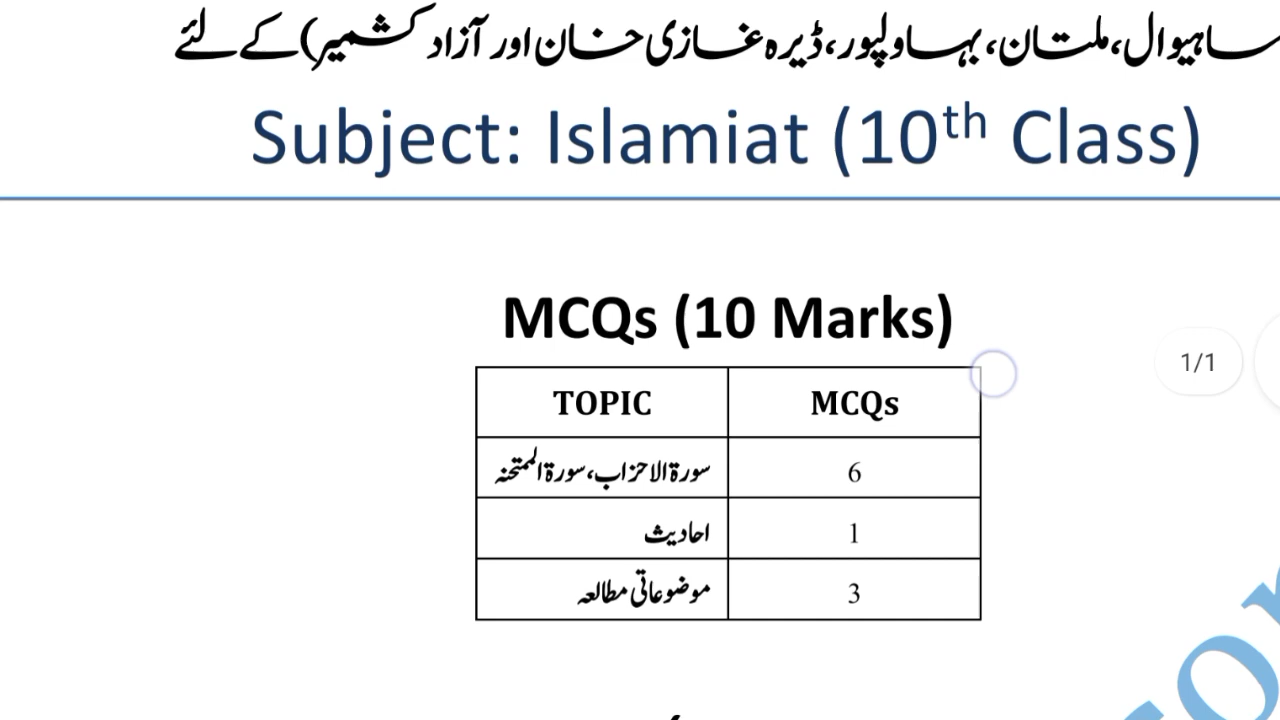 ساہیوال، ملتان، بہاولپور، ڈیرہ غازی خان اور آزاد کشمیر) کے لئے
Subject: Islamiat (10th Class)
MCQs (10 Marks)
1/1
TOPIC MCQs
سورۃ الاحزاب، سورۃ الممتحنہ 6
احادیث 1
موضوعاتی مطالعہ 3